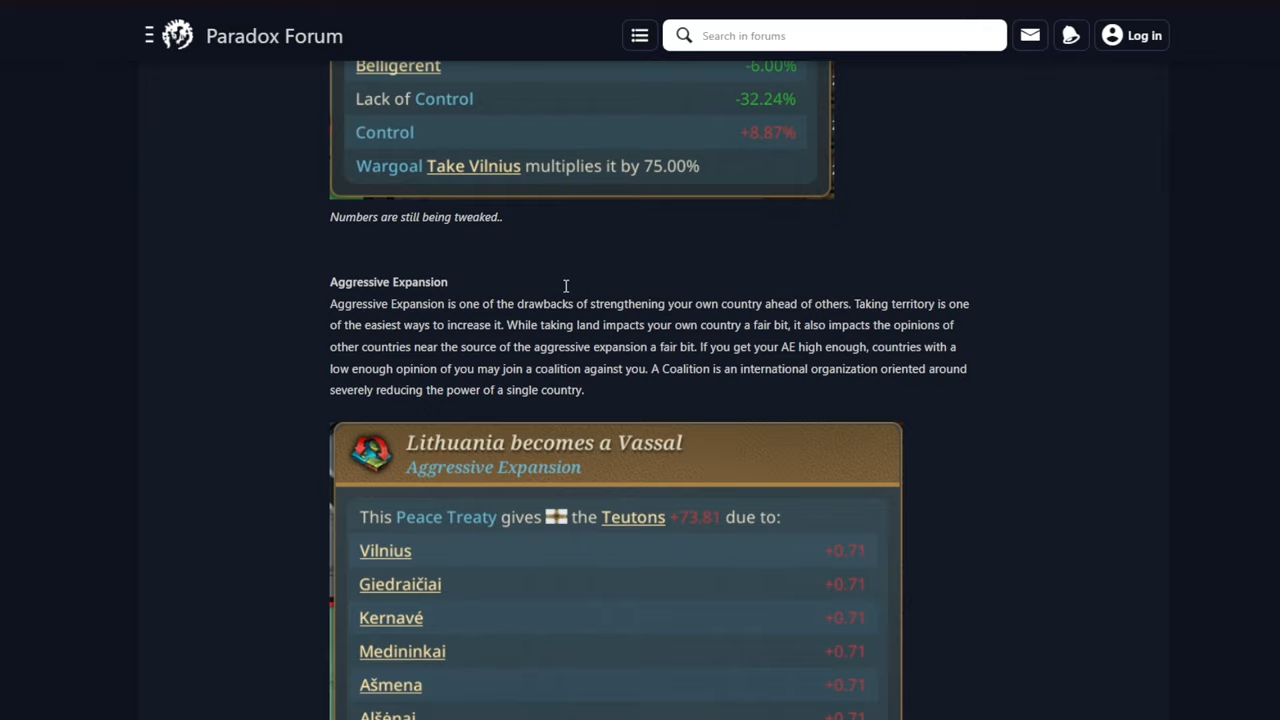 Paradox Forum
Search in forums
Log in
Belligerent -6.00%
Lack of Control -32.24%
Control +8.87%
Wargoal Take Vilnius multiplies it by 75.00%
Numbers are still being tweaked..
Aggressive Expansion
Aggressive Expansion is one of the drawbacks of strengthening your own country ahead of others. Taking territory is one
of the easiest ways to increase it. While taking land impacts your own country a fair bit, it also impacts the opinions of
other countries near the source of the aggressive expansion a fair bit. If you get your AE high enough, countries with a
low enough opinion of you may join a coalition against you. A Coalition is an international organization oriented around
severely reducing the power of a single country.
Lithuania becomes a Vassal
Aggressive Expansion
This Peace Treaty gives the Teutons +73.81 due to:
Vilnius +0.71
Giedraičiai +0.71
Kernavé +0.71
Medininkai +0.71
Ašmena +0.71
Alšėnai +0.71